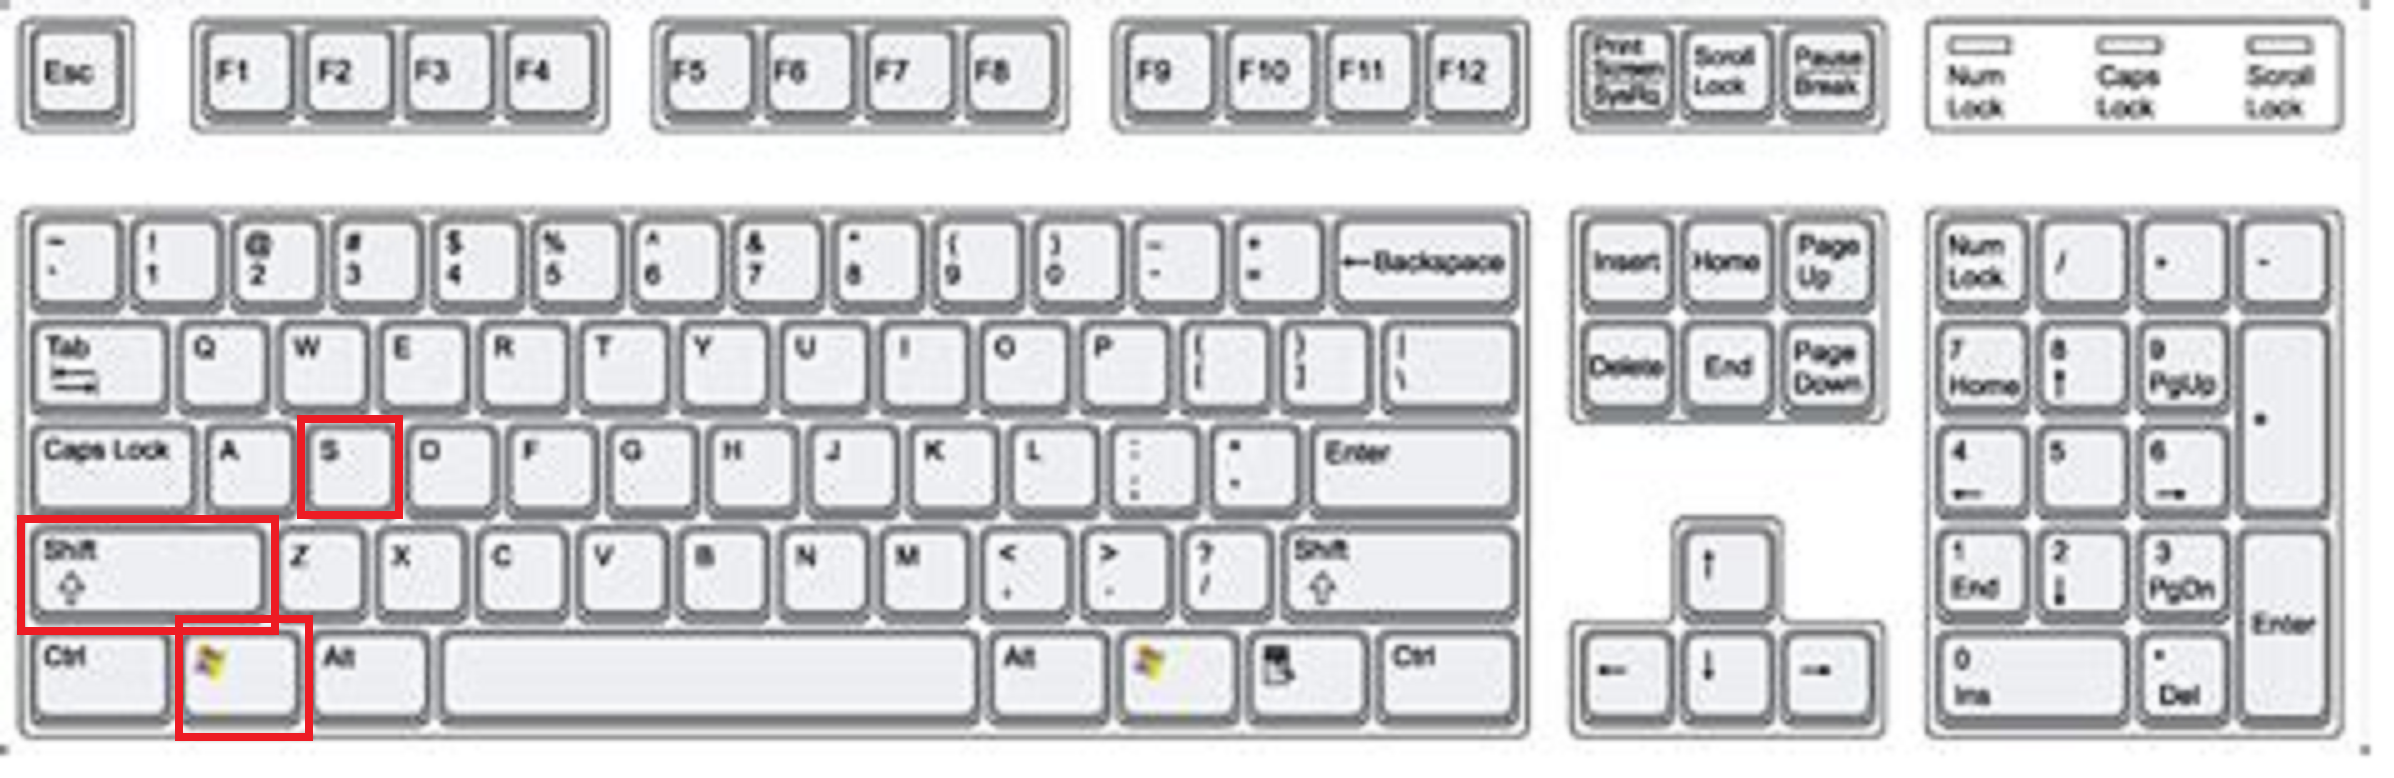 Esc F1 F2 F3 F4 F5 F6 F7 F8 F9 F10 F11 F12
Print Screen SysRq
Scroll Lock
Pause Break
Num Lock
Caps Lock
Scroll Lock
! 1
@ 2
# 3
$ 4
% 5
^ 6
& 7
* 8
( 9
) 0
+ =
←Backspace
Insert Home
Page Up
Num Lock
/
-
Tab
Q W E R T Y U I O P
| \
Delete End
Page Down
7 Home
8 ↑
9 PgUp
Caps Lock
A S D F G H J K L
: ;
Enter
4 ←
5
6 →
Shift
Z X C V B N M
< ,
> .
? /
Shift
↑
1 End
2 ↓
3 PgDn
Enter
Ctrl
Alt
Alt
Ctrl
← ↓ →
0 Ins
. Del